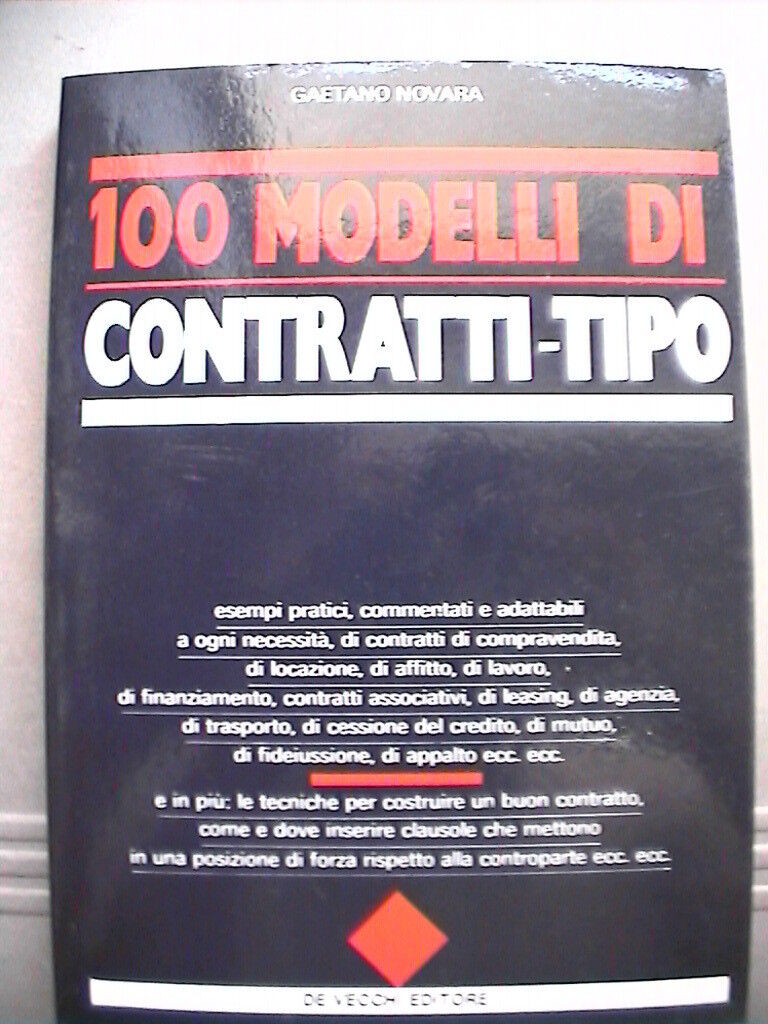 GAETANO NOVARA
100 MODELLI DI
CONTRATTI-TIPO
esempi pratici, commentati e adattabili
a ogni necessità, di contratti di compravendita,
di locazione, di affitto, di lavoro,
di finanziamento, contratti associativi, di leasing, di agenzia,
di trasporto, di cessione del credito, di mutuo,
di fideiussione, di appalto ecc. ecc.
e in più: le tecniche per costruire un buon contratto,
come e dove inserire clausole che mettono
in una posizione di forza rispetto alla controparte ecc. ecc.
DE VECCHI EDITORE